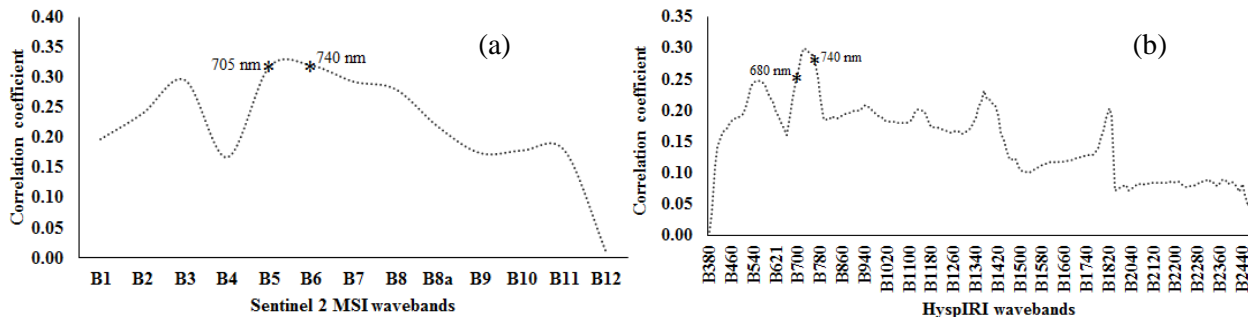 0.40
0.35
0.30
0.25
0.20
0.15
0.10
0.05
0.00
Correlation coefficient
(a)
705 nm
740 nm
B1 B2 B3 B4 B5 B6 B7 B8 B8a B9 B10 B11 B12
Sentinel 2 MSI wavebands
0.35
0.30
0.25
0.20
0.15
0.10
0.05
0.00
Correlation coefficient
(b)
680 nm
740 nm
B380 B460 B540 B621 B700 B780 B860 B940 B1020 B1100 B1180 B1260 B1340 B1420 B1500 B1580 B1660 B1740 B1820 B2040 B2120 B2200 B2280 B2360 B2440
HyspIRI wavebands